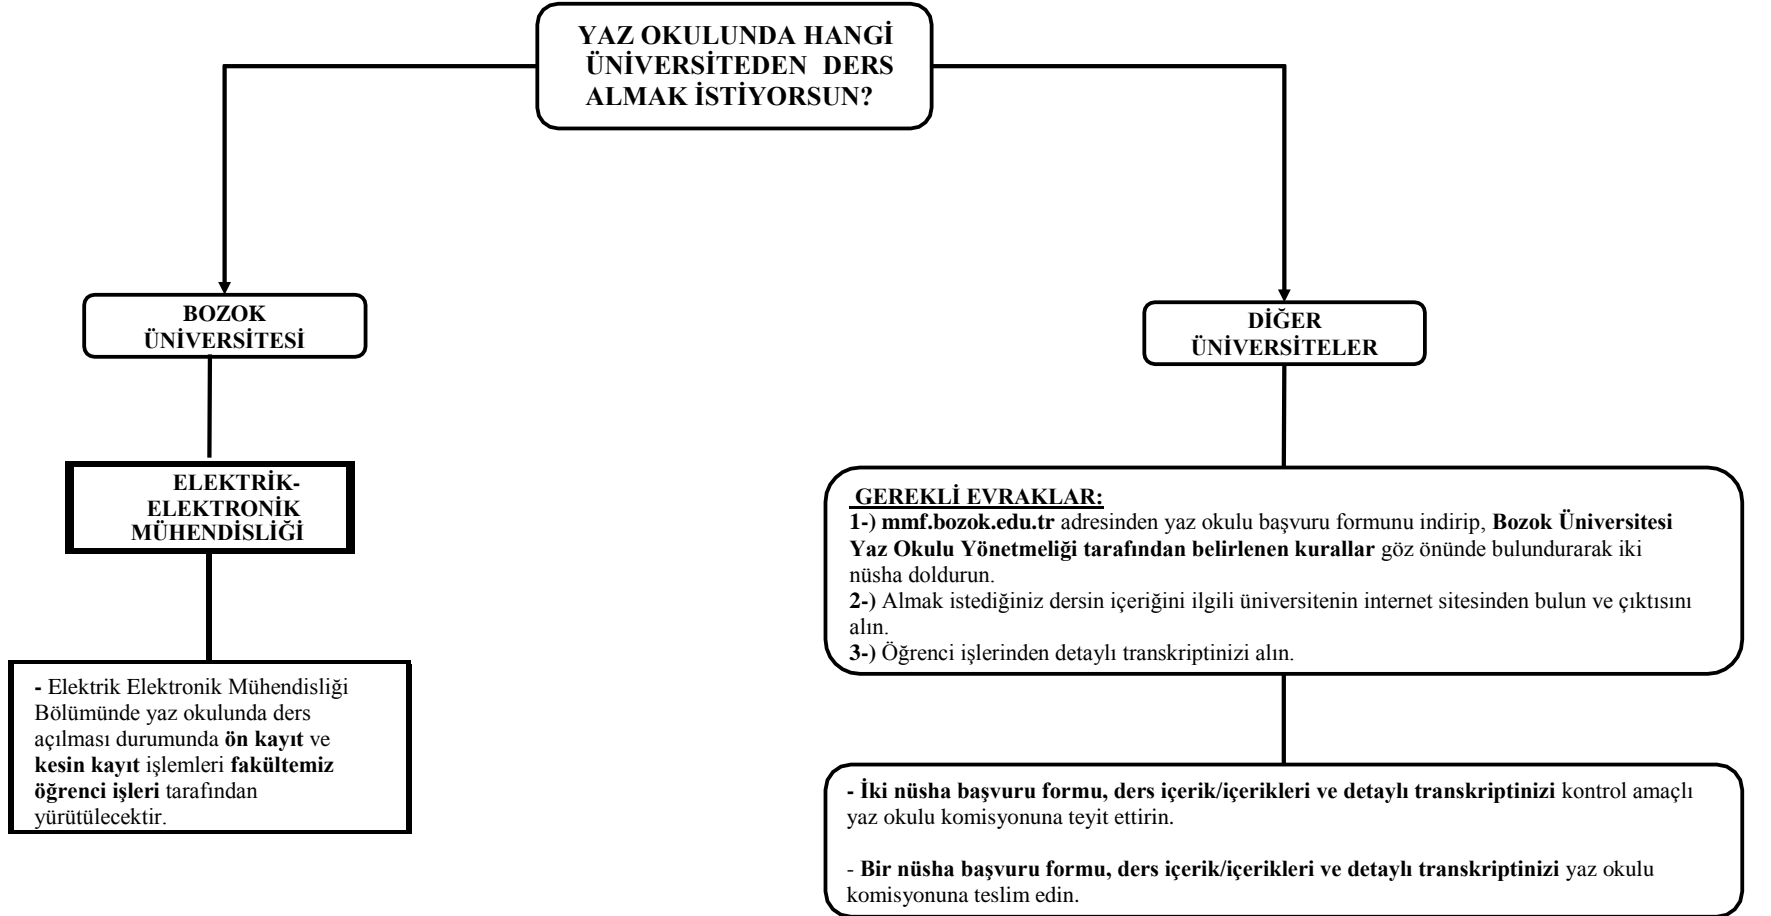 YAZ OKULUNDA HANGİ
ÜNİVERSİTEDEN DERS
ALMAK İSTİYORSUN?
BOZOK
ÜNİVERSİTESİ
DİĞER
ÜNİVERSİTELER
ELEKTRİK-
ELEKTRONİK
MÜHENDİSLİĞİ
GEREKLİ EVRAKLAR:
1-) mmf.bozok.edu.tr adresinden yaz okulu başvuru formunu indirip, Bozok Üniversitesi
Yaz Okulu Yönetmeliği tarafından belirlenen kurallar göz önünde bulundurarak iki
nüsha doldurun.
2-) Almak istediğiniz dersin içeriğini ilgili üniversitenin internet sitesinden bulun ve çıktısını
alın.
3-) Öğrenci işlerinden detaylı transkriptinizi alın.
- Elektrik Elektronik Mühendisliği
Bölümünde yaz okulunda ders
açılması durumunda ön kayıt ve
kesin kayıt işlemleri fakültemiz
öğrenci işleri tarafından
yürütülecektir.
- İki nüsha başvuru formu, ders içerik/içerikleri ve detaylı transkriptinizi kontrol amaçlı
yaz okulu komisyonuna teyit ettirin.
- Bir nüsha başvuru formu, ders içerik/içerikleri ve detaylı transkriptinizi yaz okulu
komisyonuna teslim edin.